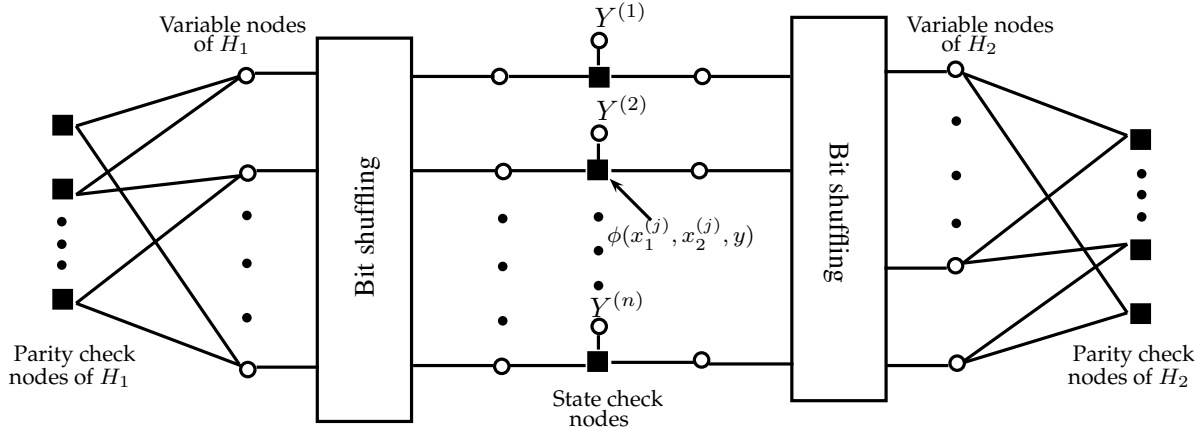 Variable nodes
of H₁
Y⁽¹⁾
Variable nodes
of H₂
Y⁽²⁾
Bit shuffling
Bit shuffling
ϕ(x₁⁽ʲ⁾, x₂⁽ʲ⁾, y)
Y⁽ⁿ⁾
Parity check
nodes of H₁
State check
nodes
Parity check
nodes of H₂